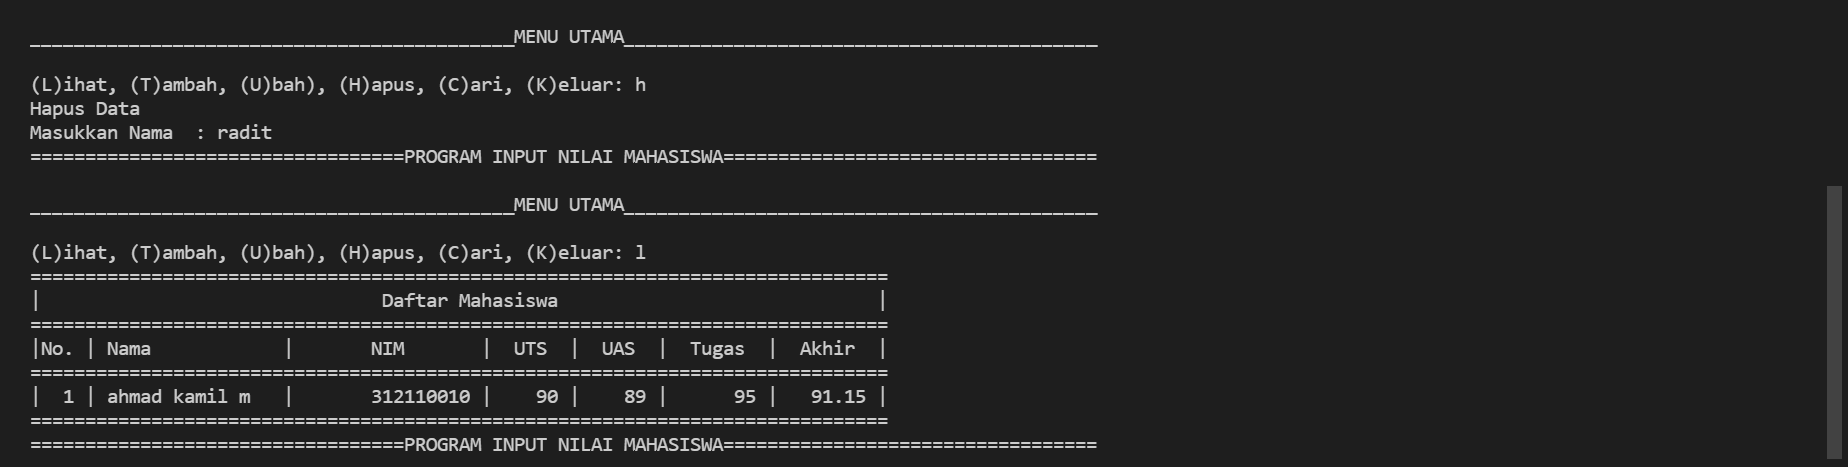 ____________________________________________MENU UTAMA___________________________________________
(L)ihat, (T)ambah, (U)bah), (H)apus, (C)ari, (K)eluar: h
Hapus Data
Masukkan Nama  : radit
==================================PROGRAM INPUT NILAI MAHASISWA==================================
____________________________________________MENU UTAMA___________________________________________
(L)ihat, (T)ambah, (U)bah), (H)apus, (C)ari, (K)eluar: l
==============================================================================
|                               Daftar Mahasiswa                             |
==============================================================================
|No. | Nama            |       NIM       |  UTS  |  UAS  |  Tugas  |  Akhir  |
==============================================================================
|  1 | ahmad kamil m   |       312110010 |    90 |    89 |      95 |   91.15 |
==============================================================================
==================================PROGRAM INPUT NILAI MAHASISWA==================================